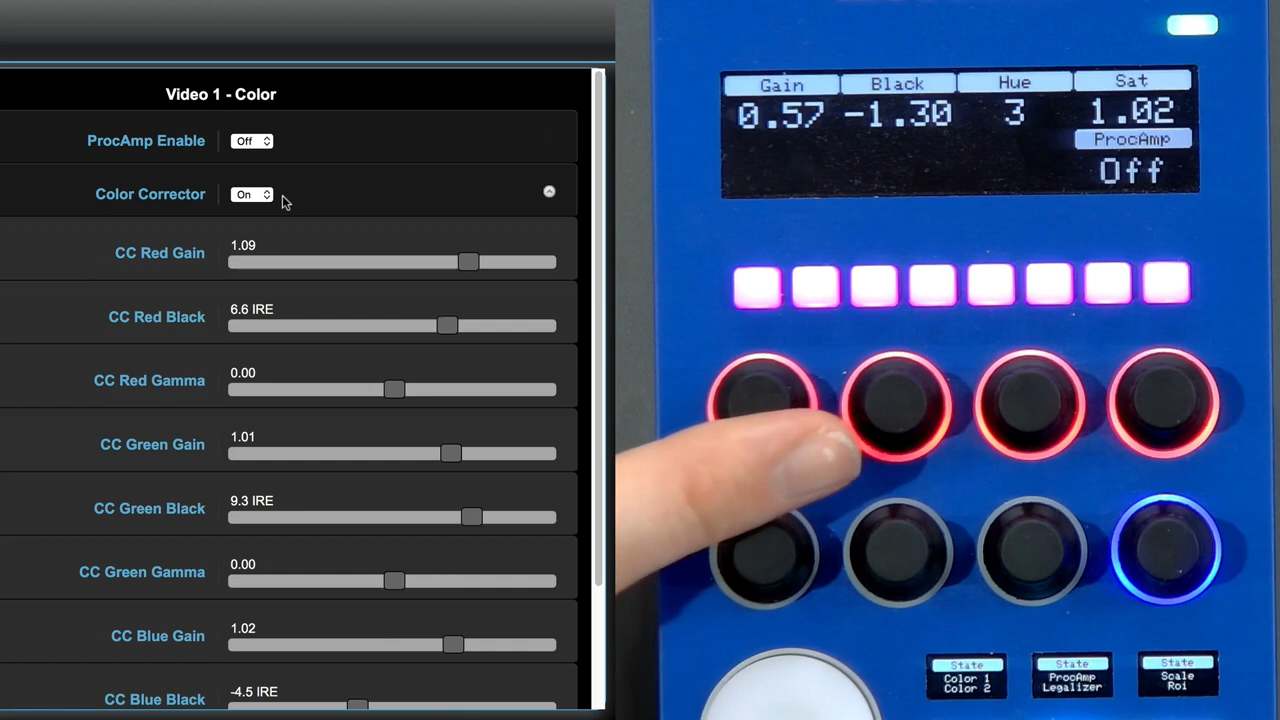 Video 1 - Color
ProcAmp Enable Off
Color Corrector On
CC Red Gain 1.09
CC Red Black 6.6 IRE
CC Red Gamma 0.00
CC Green Gain 1.01
CC Green Black 9.3 IRE
CC Green Gamma 0.00
CC Blue Gain 1.02
CC Blue Black -4.5 IRE
Gain Black Hue Sat
0.57 -1.30 3 1.02
ProcAmp
Off
State State State
Color 1 ProcAmp Scale
Color 2 Legalizer Roi